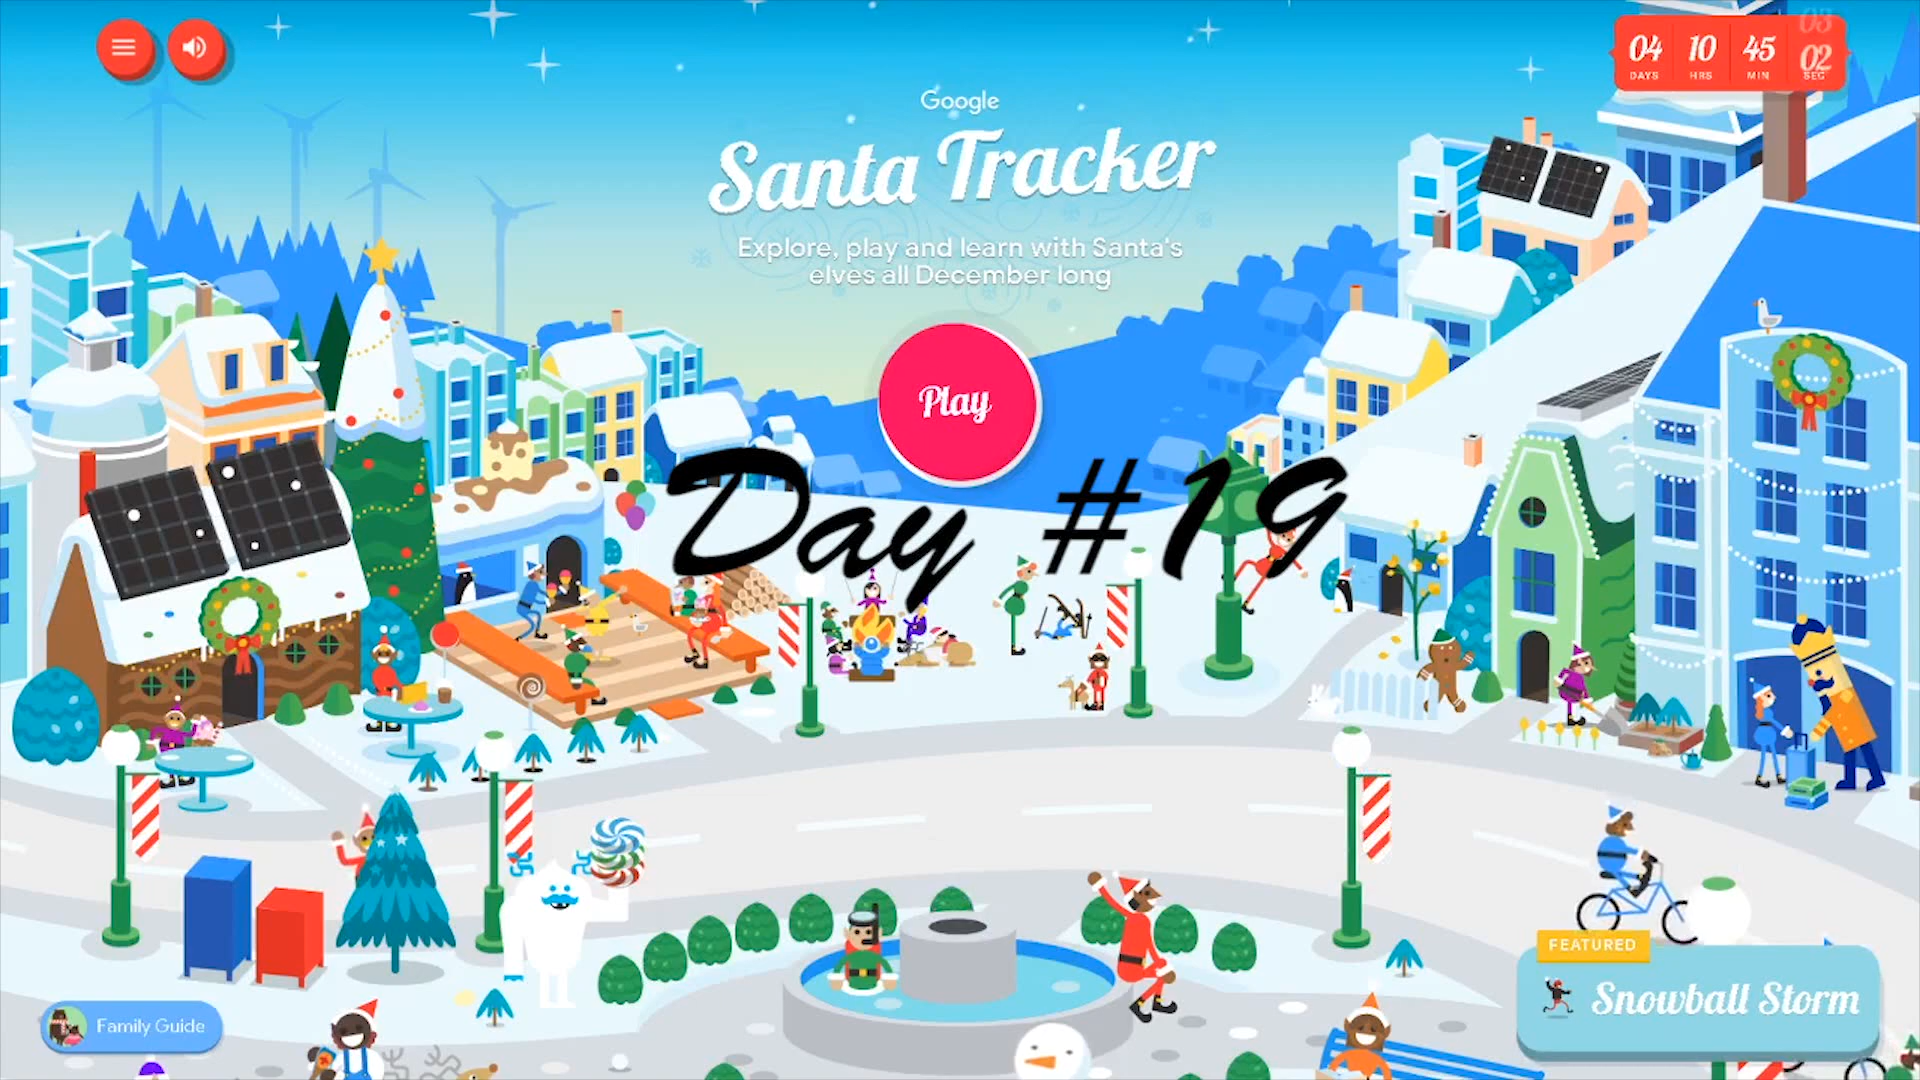 04 10 45 02
DAYS HRS MIN SEC
Google
Santa Tracker
Explore, play and learn with Santa's
elves all December long
Play
Day #19
FEATURED
Snowball Storm
Family Guide